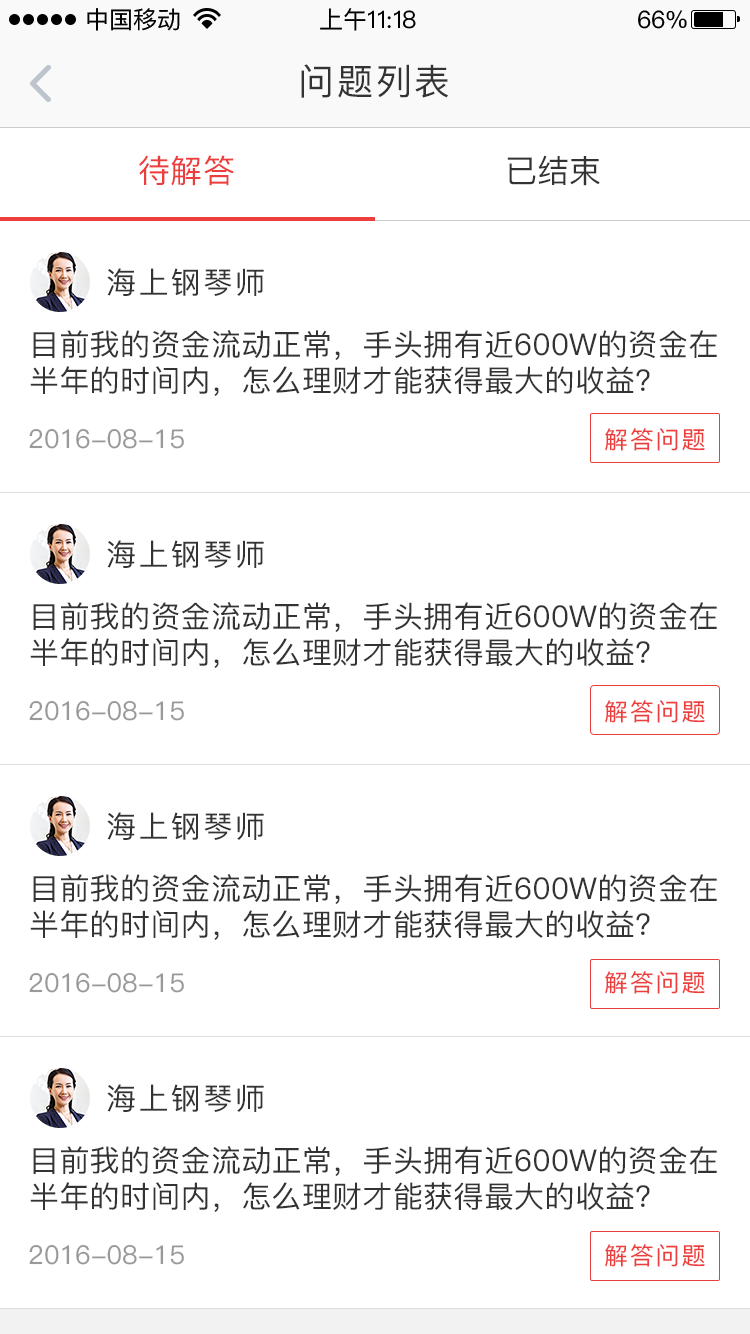 中国移动 上午11:18 66%
问题列表
待解答 已结束
海上钢琴师
目前我的资金流动正常，手头拥有近600W的资金在
半年的时间内，怎么理财才能获得最大的收益？
2016-08-15 解答问题
海上钢琴师
目前我的资金流动正常，手头拥有近600W的资金在
半年的时间内，怎么理财才能获得最大的收益？
2016-08-15 解答问题
海上钢琴师
目前我的资金流动正常，手头拥有近600W的资金在
半年的时间内，怎么理财才能获得最大的收益？
2016-08-15 解答问题
海上钢琴师
目前我的资金流动正常，手头拥有近600W的资金在
半年的时间内，怎么理财才能获得最大的收益？
2016-08-15 解答问题